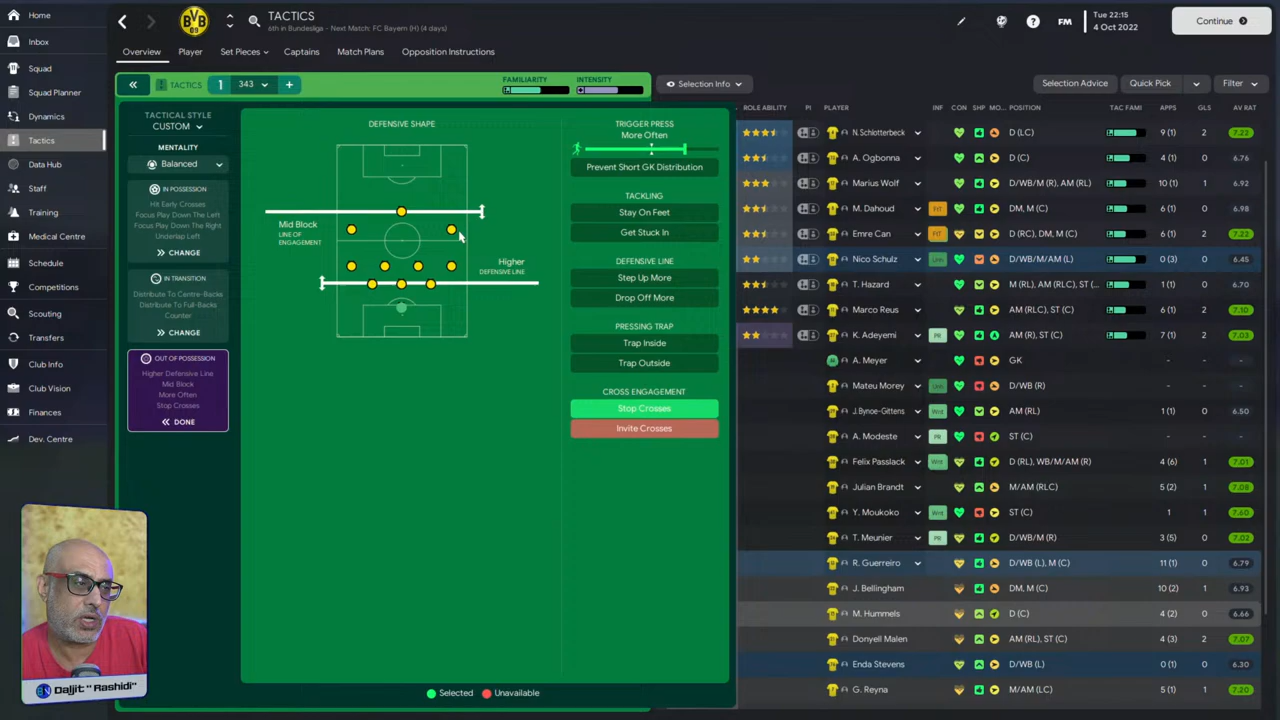 Home
Inbox
Squad
Squad Planner
Dynamics
Tactics
Data Hub
Staff
Training
Medical Centre
Schedule
Competitions
Scouting
Transfers
Club Info
Club Vision
Finances
Dev. Centre
BVB
09
TACTICS
6th in Bundesliga - Next Match: FC Bayern (H) (4 days)
FM
Tue 22:15
4 Oct 2022
Continue
Overview
Player
Set Pieces
Captains
Match Plans
Opposition Instructions
TACTICS
1
343
FAMILIARITY
INTENSITY
Selection Info
Selection Advice
Quick Pick
Filter
TACTICAL STYLE
CUSTOM
MENTALITY
Balanced
IN POSSESSION
Hit Early Crosses
Focus Play Down The Left
Focus Play Down The Right
Underlap Left
CHANGE
IN TRANSITION
Distribute To Centre-Backs
Distribute To Full-Backs
Counter
CHANGE
OUT OF POSSESSION
Higher Defensive Line
Mid Block
More Often
Stop Crosses
DONE
DEFENSIVE SHAPE
Mid Block
LINE OF
ENGAGEMENT
Higher
DEFENSIVE LINE
TRIGGER PRESS
More Often
Prevent Short GK Distribution
TACKLING
Stay On Feet
Get Stuck In
DEFENSIVE LINE
Step Up More
Drop Off More
PRESSING TRAP
Trap Inside
Trap Outside
CROSS ENGAGEMENT
Stop Crosses
Invite Crosses
Selected
Unavailable
ROLE ABILITY PI PLAYER INF CON SHP MO... POSITION TAC FAMI APPS GLS AV RAT
N. Schlotterbeck D (LC) 9 (1) 2 7.22
A. Ogbonna D (C) 4 (1) 0 6.76
Marius Wolf D/WB/M (R), AM (RL) 10 (1) 1 6.92
M. Dahoud FIT DM, M (C) 6 (1) 0 6.98
Emre Can FIT D (RC), DM, M (C) 6 (1) 2 7.22
Nico Schulz D/WB/M/AM (L) 0 (3) 0 6.45
T. Hazard M (RL), AM (RLC), ST (... 6 (1) 0 6.70
Marco Reus AM (RLC), ST (C) 6 (1) 2 7.10
K. Adeyemi PR AM (R), ST (C) 7 (1) 2 7.03
A. Meyer GK - - -
Mateu Morey D/WB (R) - - -
J. Bynoe-Gittens Wnt AM (RL) 1 (1) 0 6.50
A. Modeste PR ST (C) - - -
Felix Passlack Wnt D (RL), WB/M/AM (R) 4 (6) 1 7.01
Julian Brandt M/AM (RLC) 5 (2) 1 7.08
Y. Moukoko Wnt ST (C) 1 1 7.60
T. Meunier PR D/WB/M (R) 3 (5) 1 7.02
R. Guerreiro D/WB (L), M (C) 11 (1) 1 6.79
J. Bellingham DM, M (C) 10 (2) 1 6.93
M. Hummels D (C) 4 (2) 0 6.66
Donyell Malen AM (RL), ST (C) 4 (3) 2 7.07
Enda Stevens D/WB (L) 0 (1) 0 6.30
G. Reyna M/AM (LC) 5 (1) 1 7.20
Daljit "Rashidi"